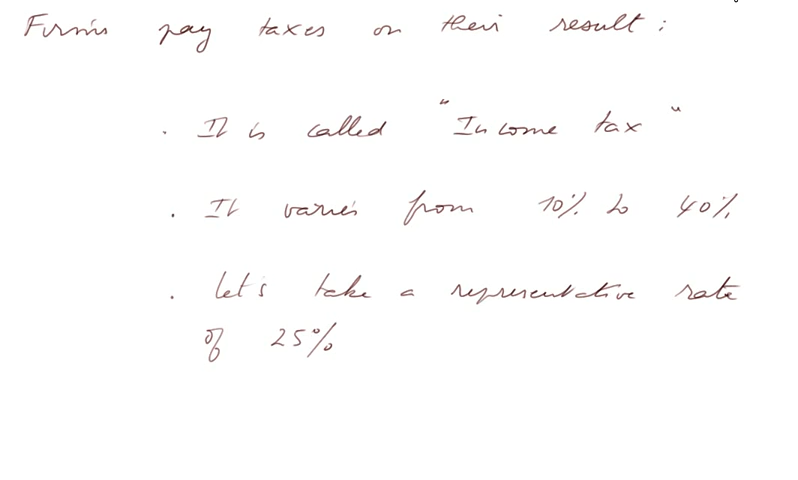 Firms pay taxes on their result:
. It is called "Income tax"
. It varies from 10% to 40%
. Let's take a representative rate
of 25%